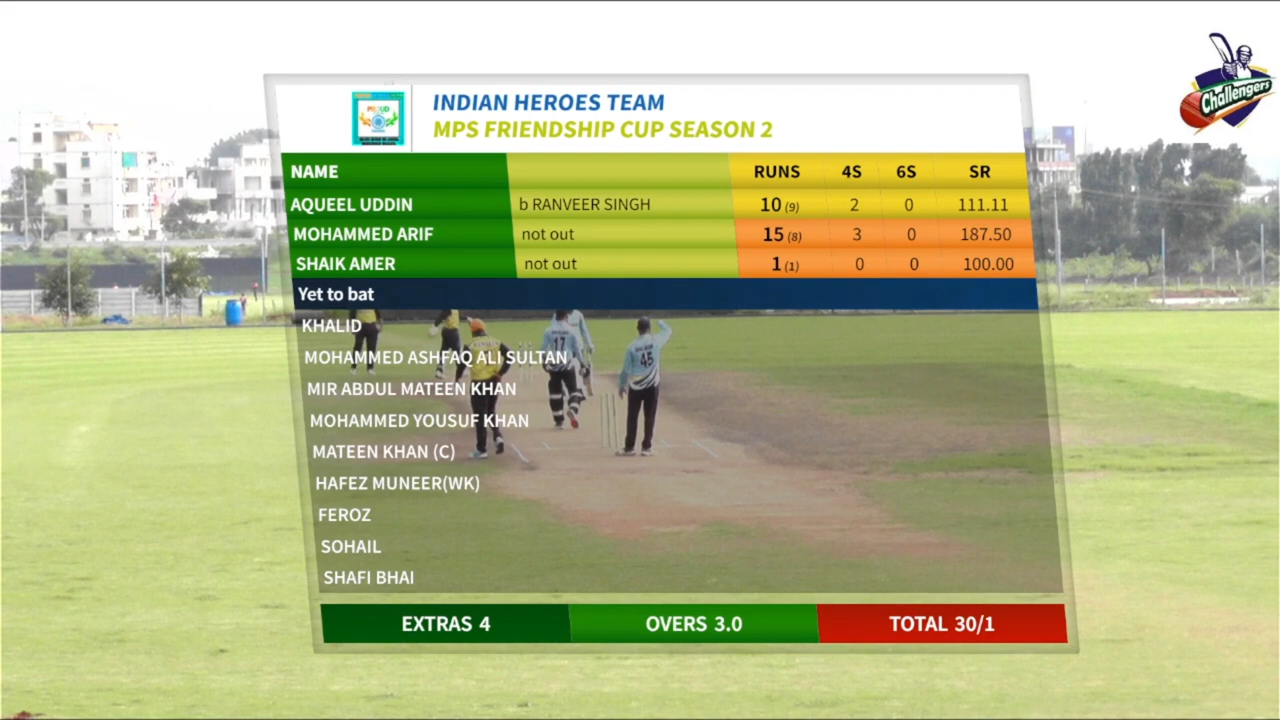 Challengers
PROUD
INDIAN HEROES TEAM
MPS FRIENDSHIP CUP SEASON 2
NAME RUNS 4S 6S SR
AQUEEL UDDIN b RANVEER SINGH 10 (9) 2 0 111.11
MOHAMMED ARIF not out 15 (8) 3 0 187.50
SHAIK AMER not out 1 (1) 0 0 100.00
Yet to bat
KHALID
MOHAMMED ASHFAQ ALI SULTAN
MIR ABDUL MATEEN KHAN
MOHAMMED YOUSUF KHAN
MATEEN KHAN (C)
HAFEZ MUNEER(WK)
FEROZ
SOHAIL
SHAFI BHAI
17
45
EXTRAS 4 OVERS 3.0 TOTAL 30/1